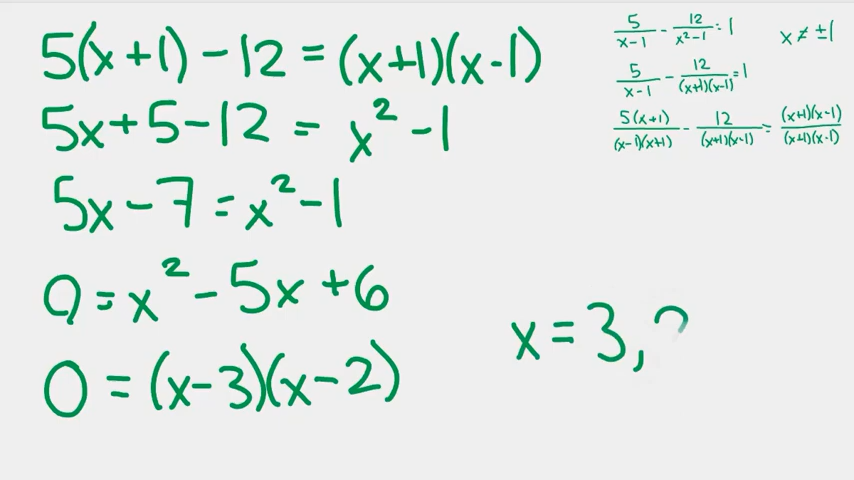 5(x+1) - 12 = (x+1)(x-1)
5x+5-12 = x² -1
5x - 7 = x² - 1
0 = x² - 5x + 6
0 = (x-3)(x-2)
x = 3,
5/(x-1) - 12/(x²-1) = 1
x ≠ ±1
5/(x-1) - 12/((x+1)(x-1)) = 1
5(x+1)/((x-1)(x+1)) - 12/((x+1)(x-1)) = (x+1)(x-1)/((x+1)(x-1))